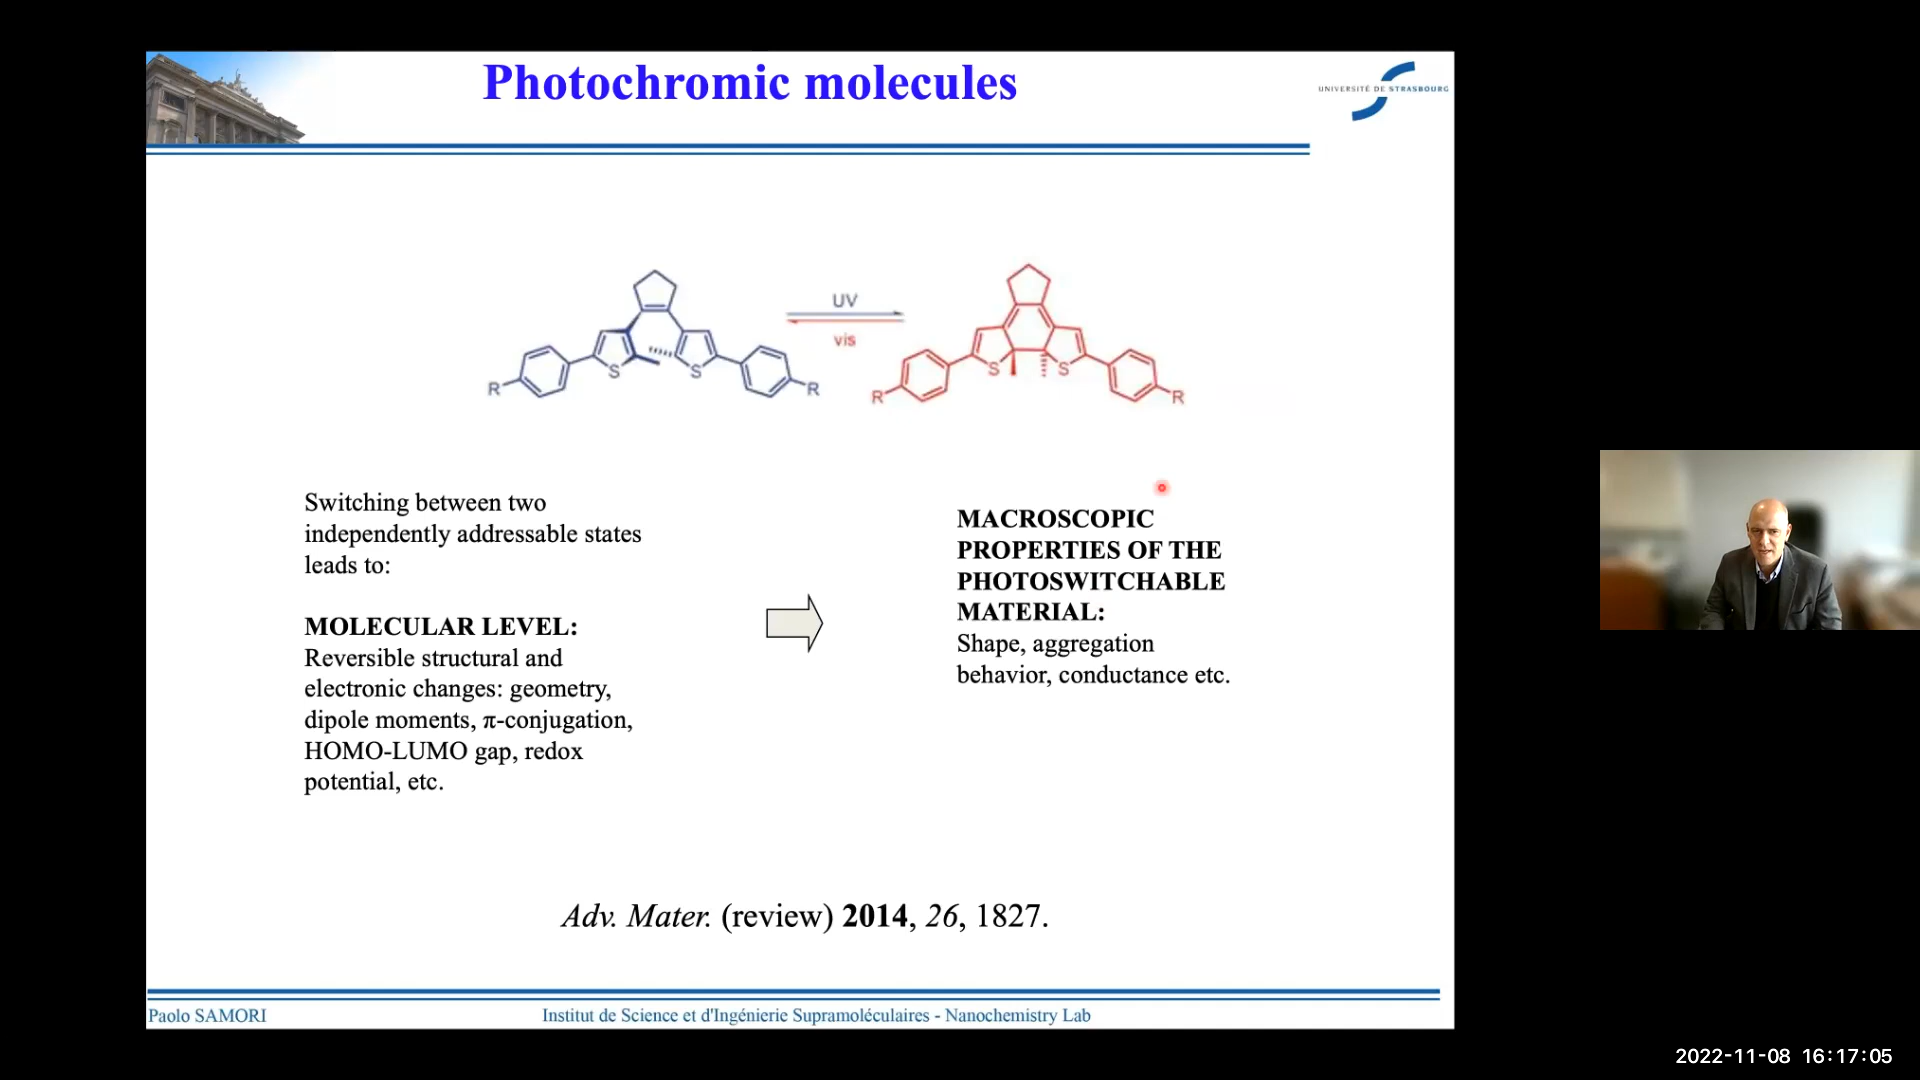 Photochromic molecules
UNIVERSITÉ DE STRASBOURG
UV
vis
S
S
R
R
S
S
R
R
Switching between two
independently addressable states
leads to:
MOLECULAR LEVEL:
Reversible structural and
electronic changes: geometry,
dipole moments, π-conjugation,
HOMO-LUMO gap, redox
potential, etc.
MACROSCOPIC
PROPERTIES OF THE
PHOTOSWITCHABLE
MATERIAL:
Shape, aggregation
behavior, conductance etc.
Adv. Mater. (review) 2014, 26, 1827.
Paolo SAMORI
Institut de Science et d'Ingénierie Supramoléculaires - Nanochemistry Lab
2022-11-08 16:17:05